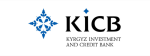 KICB
KYRGYZ INVESTMENT
AND CREDIT BANK